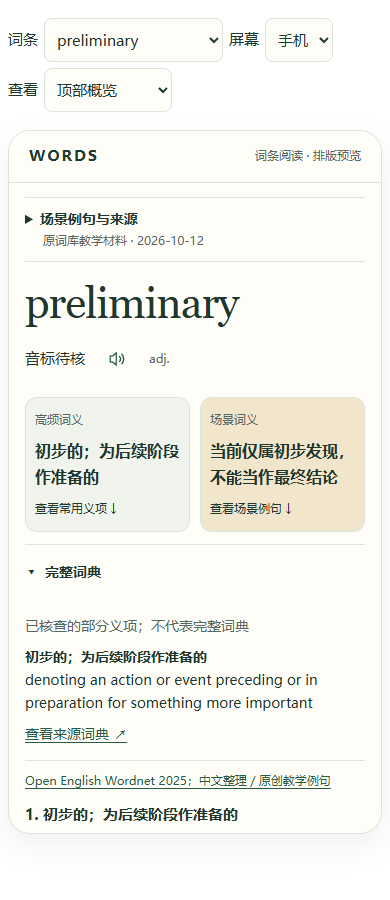 词条 preliminary 屏幕 手机
查看 顶部概览
WORDS 词条阅读 · 排版预览
▶ 场景例句与来源
原词库教学材料 · 2026-10-12
preliminary
音标待核 adj.
高频词义
初步的；为后续阶段
作准备的
查看常用义项 ↓
场景词义
当前仅属初步发现，
不能当作最终结论
查看场景例句 ↓
▼ 完整词典
已核查的部分义项；不代表完整词典
初步的；为后续阶段作准备的
denoting an action or event preceding or in
preparation for something more important
查看来源词典 ↗
Open English Wordnet 2025；中文整理 / 原创教学例句
1. 初步的；为后续阶段作准备的